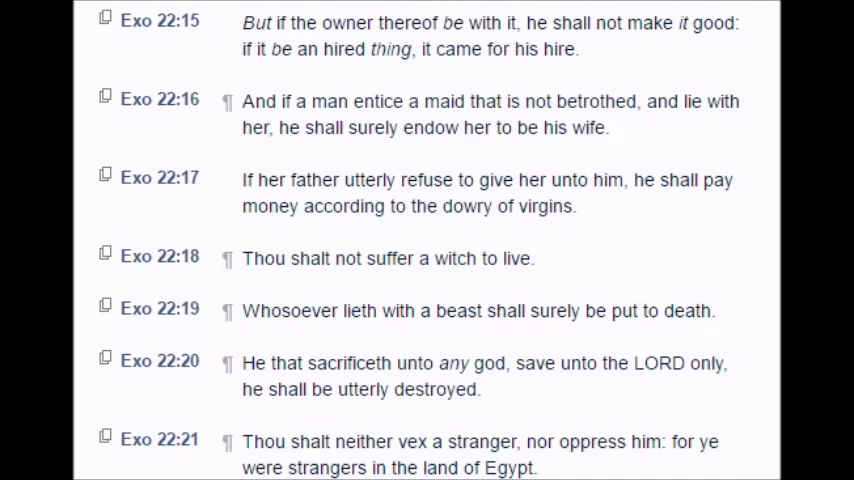 Exo 22:15 But if the owner thereof be with it, he shall not make it good:
if it be an hired thing, it came for his hire.
Exo 22:16 ¶ And if a man entice a maid that is not betrothed, and lie with
her, he shall surely endow her to be his wife.
Exo 22:17 If her father utterly refuse to give her unto him, he shall pay
money according to the dowry of virgins.
Exo 22:18 ¶ Thou shalt not suffer a witch to live.
Exo 22:19 ¶ Whosoever lieth with a beast shall surely be put to death.
Exo 22:20 ¶ He that sacrificeth unto any god, save unto the LORD only,
he shall be utterly destroyed.
Exo 22:21 ¶ Thou shalt neither vex a stranger, nor oppress him: for ye
were strangers in the land of Egypt.